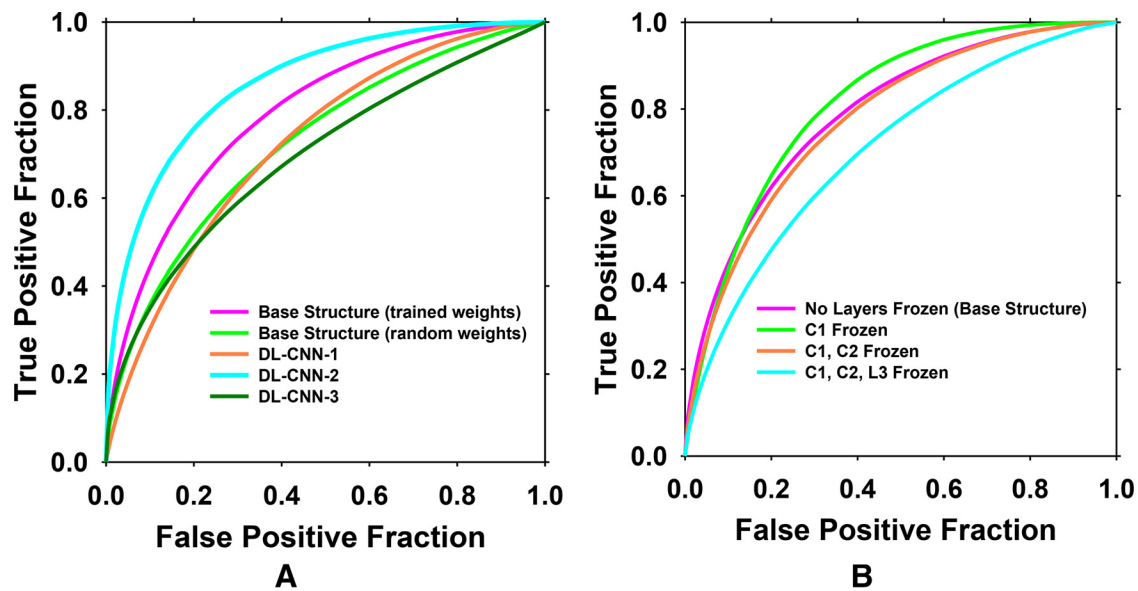 1.0
0.8
0.6
0.4
0.2
0.0
True Positive Fraction
Base Structure (trained weights)
Base Structure (random weights)
DL-CNN-1
DL-CNN-2
DL-CNN-3
0.0 0.2 0.4 0.6 0.8 1.0
False Positive Fraction
A
1.0
0.8
0.6
0.4
0.2
0.0
True Positive Fraction
No Layers Frozen (Base Structure)
C1 Frozen
C1, C2 Frozen
C1, C2, L3 Frozen
0.0 0.2 0.4 0.6 0.8 1.0
False Positive Fraction
B